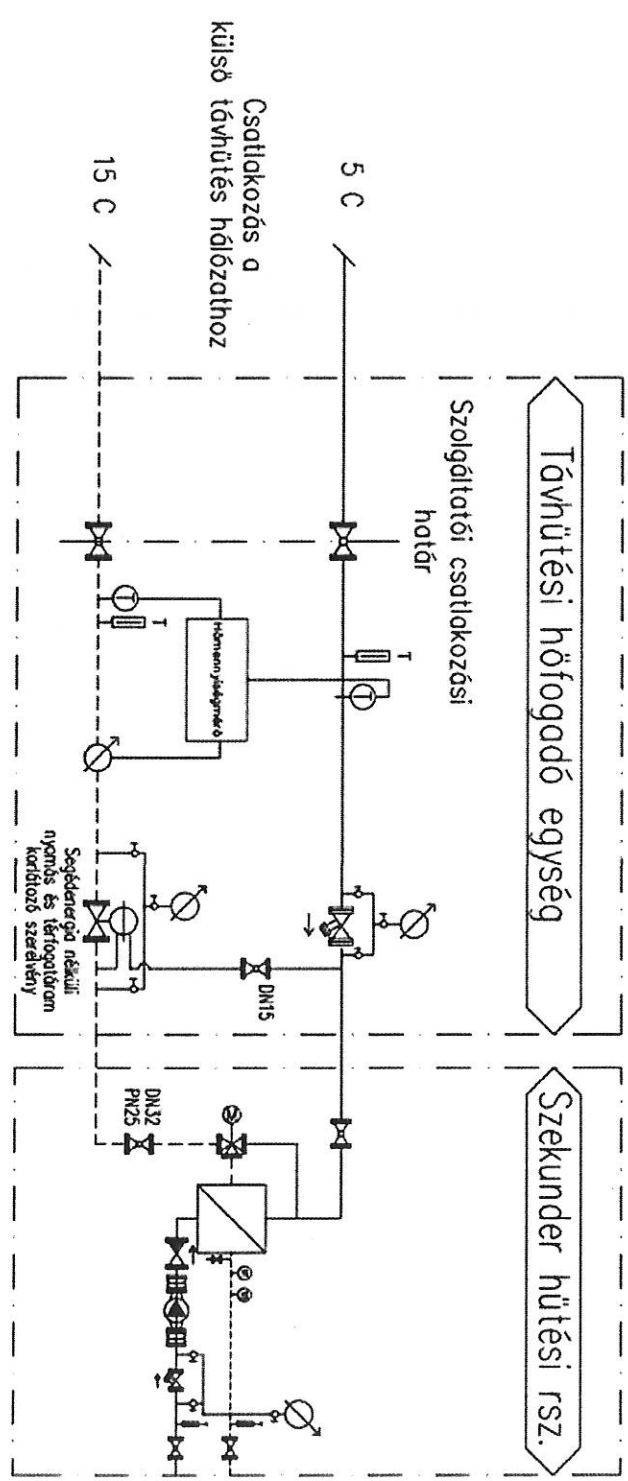 Távhűtési hőfogadó egység
Szekunder hűtési rsz.
Szolgáltatói csatlakozási
határ
5 C
Csatlakozás a
külső távhűtés hálózathoz
15 C
T
Hőmennyiségmérő
T
DN15
Segédenergia nélküli
nyomás és térfogatáram
korlátozó szerelvény
DN32
PN25
M